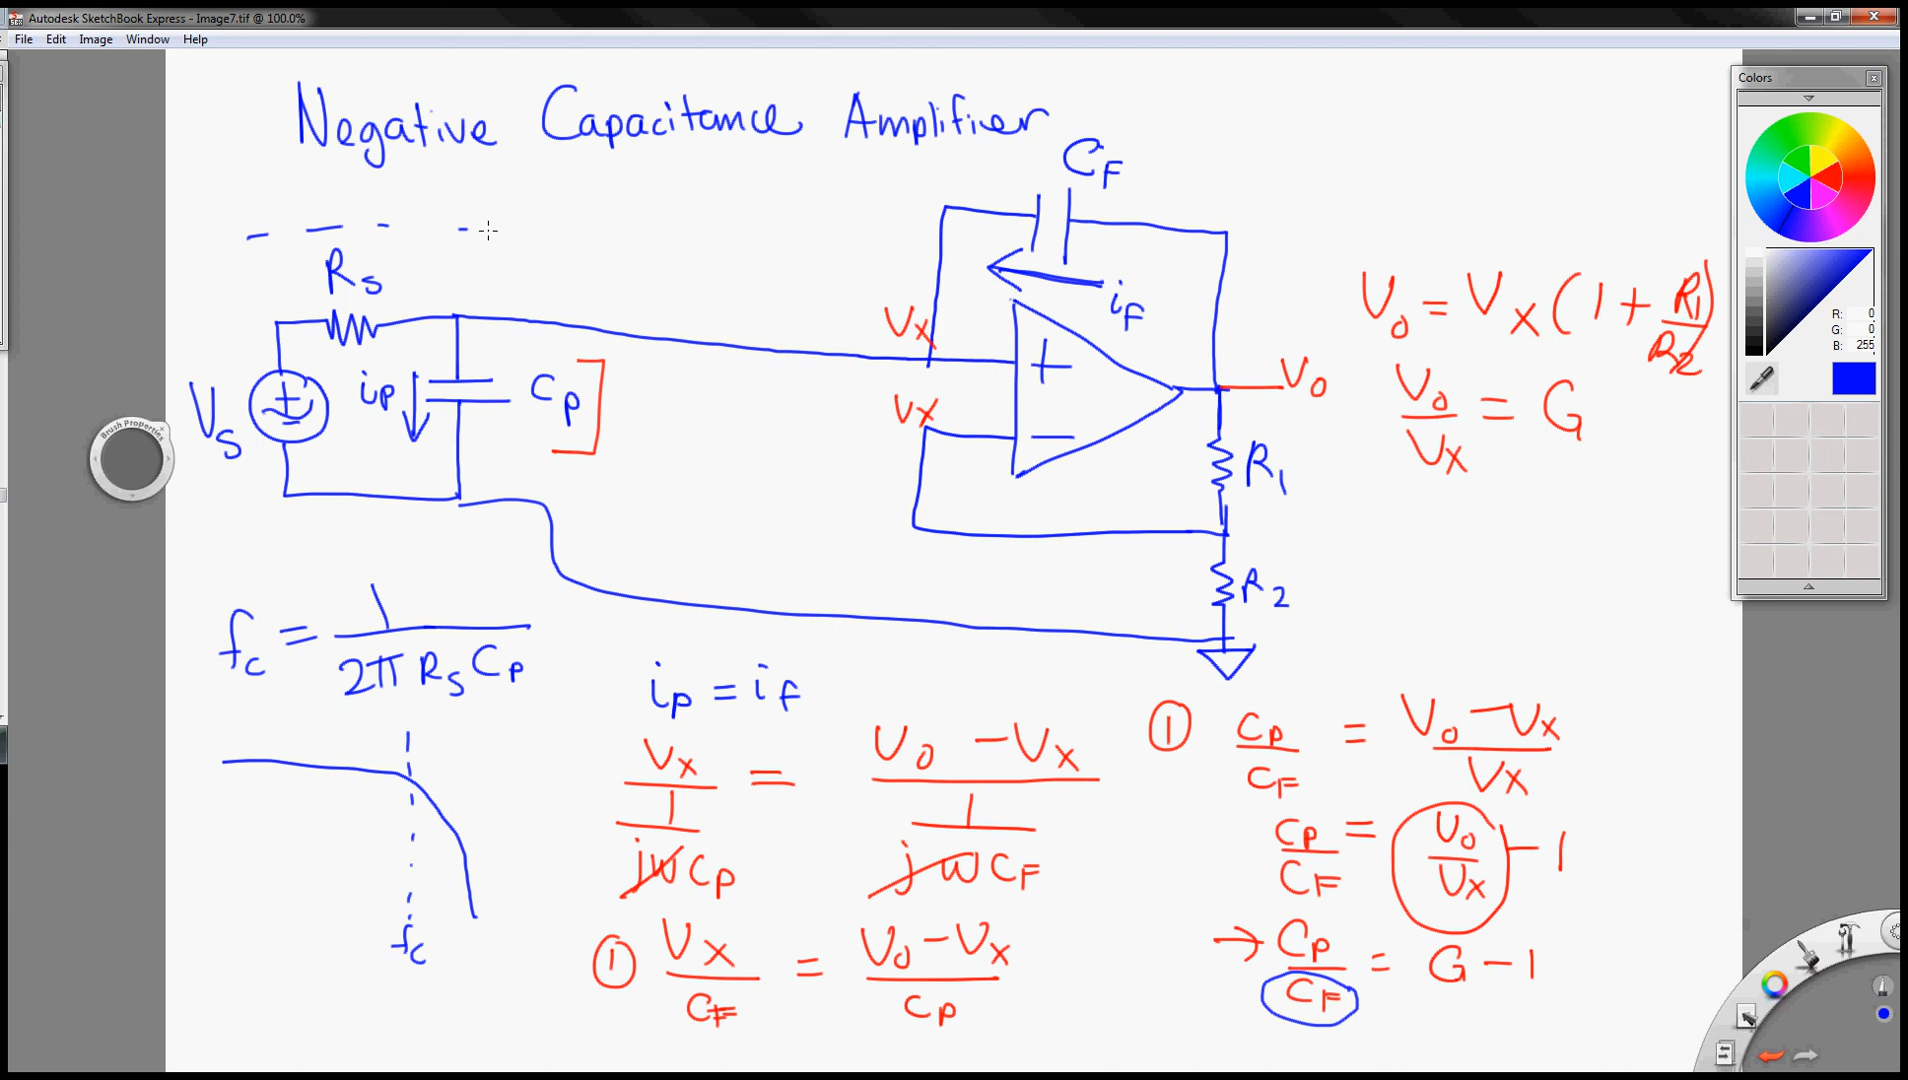 Autodesk SketchBook Express - Image7.tif @ 100.0%
File Edit Image Window Help
Colors
Negative Capacitance Amplifier
CF
RS
iF
VX
VS
iP
CP
VX
VO
R1
R2
VO = VX (1 + R1/R2)
VO/VX = G
R: 0
G: 0
B: 255
Brush Properties
fc = 1/(2π RS CP)
fc
iP = iF
VX/(1/jωCP) = (VO - VX)/(1/jωCF)
① VX/CF = (VO - VX)/CP
① CP/CF = (VO - VX)/VX
CP/CF = VO/VX - 1
→ CP/CF = G - 1